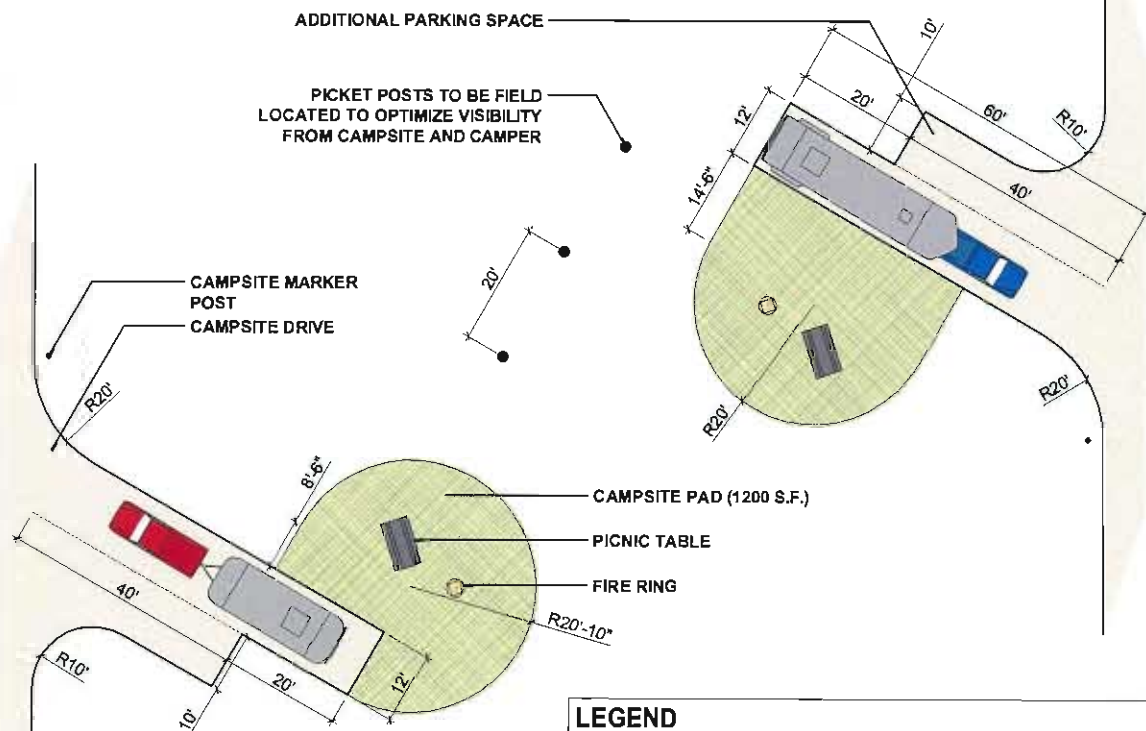 ADDITIONAL PARKING SPACE
10'
PICKET POSTS TO BE FIELD
LOCATED TO OPTIMIZE VISIBILITY
FROM CAMPSITE AND CAMPER
20'
60'
12'
R10'
14'-6"
40'
20'
CAMPSITE MARKER
POST
CAMPSITE DRIVE
R20'
R20'
R20'
8'-6"
CAMPSITE PAD (1200 S.F.)
PICNIC TABLE
FIRE RING
40'
R20'-10"
R10'
20'
12'
10'
LEGEND